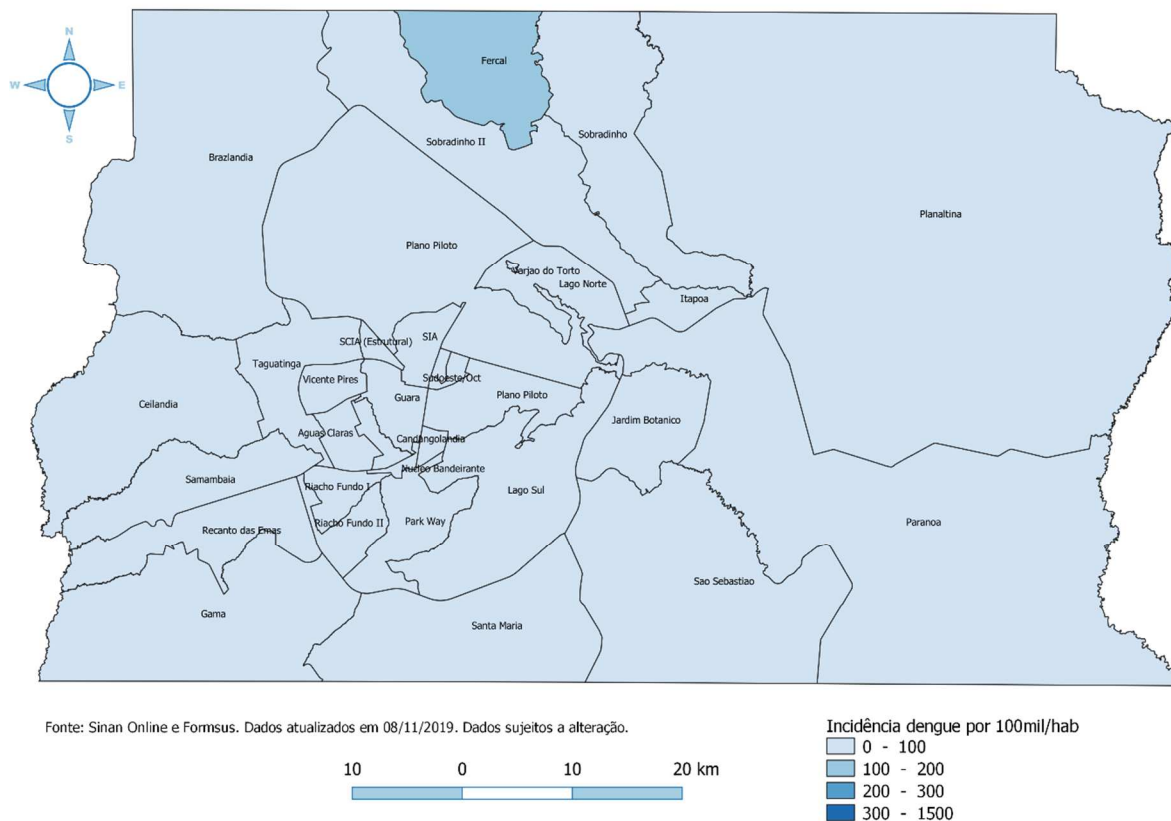 N
W E
S
Fercal
Sobradinho
Sobradinho II
Brazlandia
Planaltina
Plano Piloto
Varjao do Torto
Lago Norte
Itapoa
SIA
SCIA (Estrutural)
Taguatinga
Vicente Pires
Sudoeste/Oct
Guara
Plano Piloto
Ceilandia
Jardim Botanico
Aguas Claras
Candangolandia
Nucleo Bandeirante
Samambaia
Riacho Fundo I
Lago Sul
Riacho Fundo II
Park Way
Paranoa
Recanto das Emas
Sao Sebastiao
Gama
Santa Maria
Fonte: Sinan Online e Formsus. Dados atualizados em 08/11/2019. Dados sujeitos a alteração.
10 0 10 20 km
Incidência dengue por 100mil/hab
0 - 100
100 - 200
200 - 300
300 - 1500